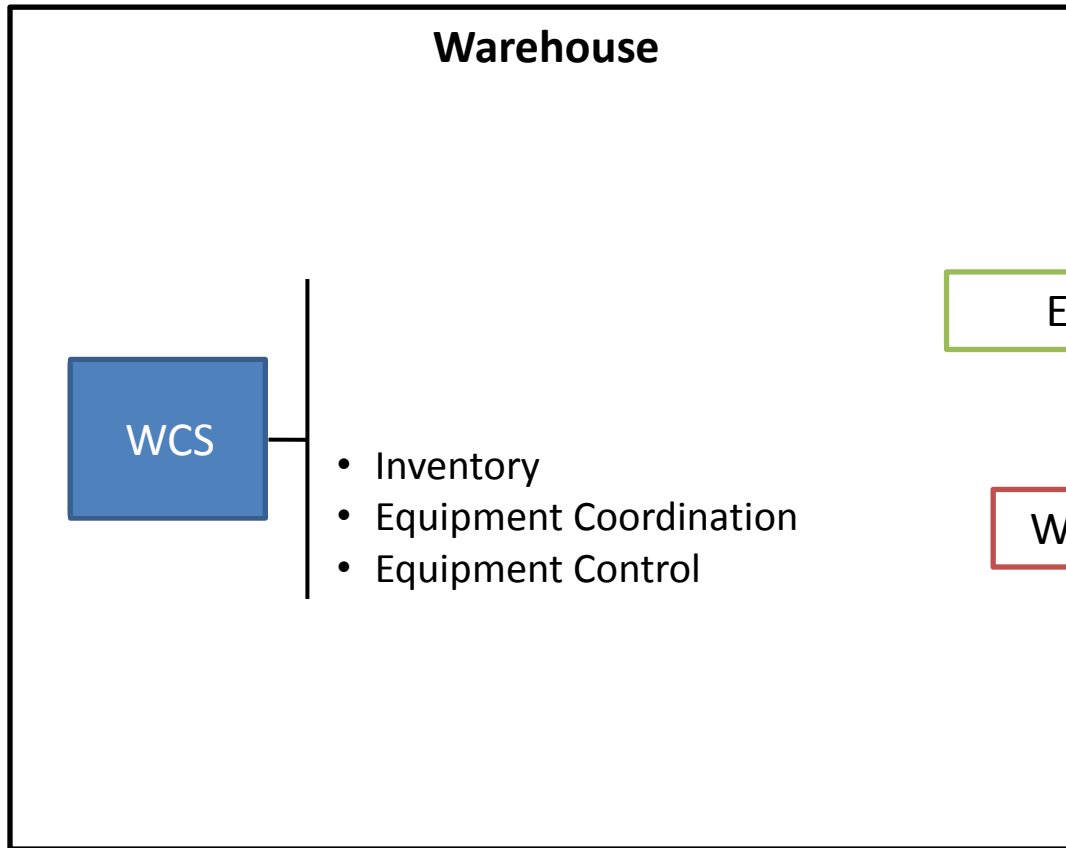 Warehouse
WCS
• Inventory
• Equipment Coordination
• Equipment Control